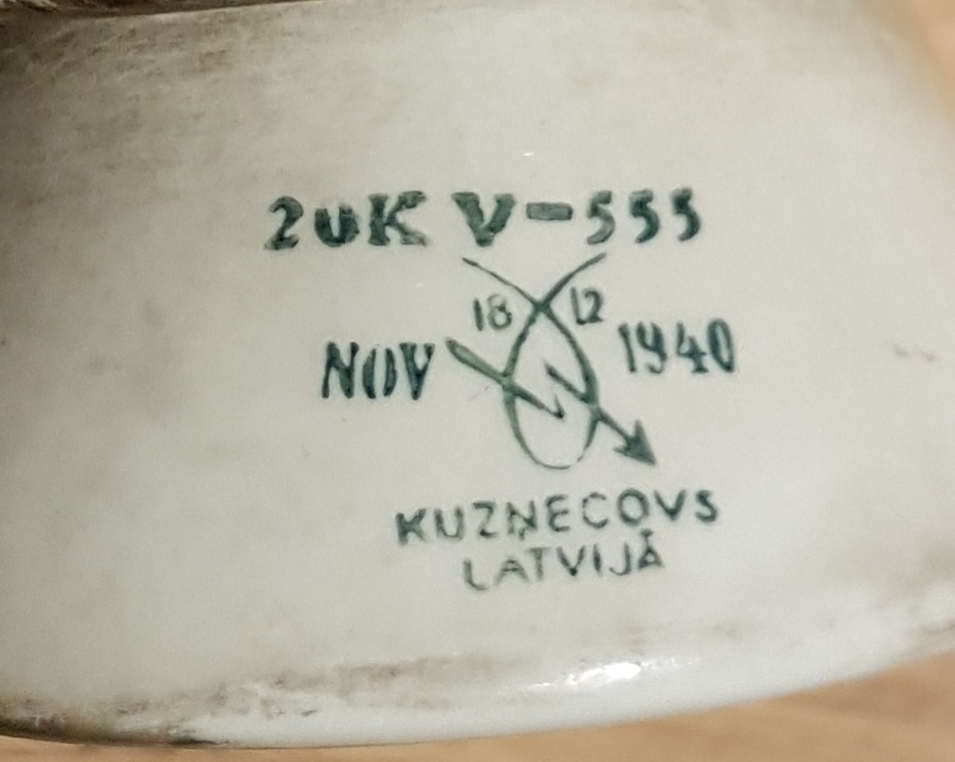 20K V-555
18 12
NOV 1940
KUZŅECOVS
LATVIJĀ